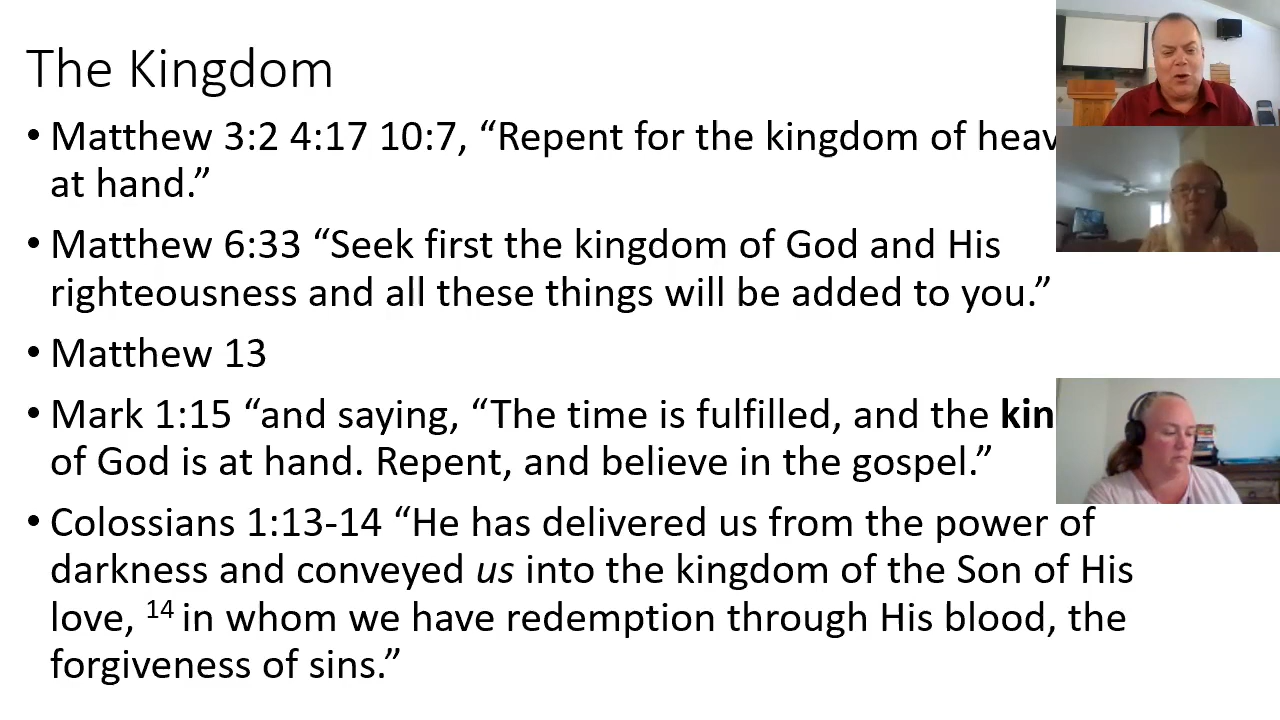 The Kingdom
• Matthew 3:2 4:17 10:7, “Repent for the kingdom of heav
at hand.”
• Matthew 6:33 “Seek first the kingdom of God and His
righteousness and all these things will be added to you.”
• Matthew 13
• Mark 1:15 “and saying, “The time is fulfilled, and the kin
of God is at hand. Repent, and believe in the gospel.”
• Colossians 1:13-14 “He has delivered us from the power of
darkness and conveyed us into the kingdom of the Son of His
love, 14 in whom we have redemption through His blood, the
forgiveness of sins.”